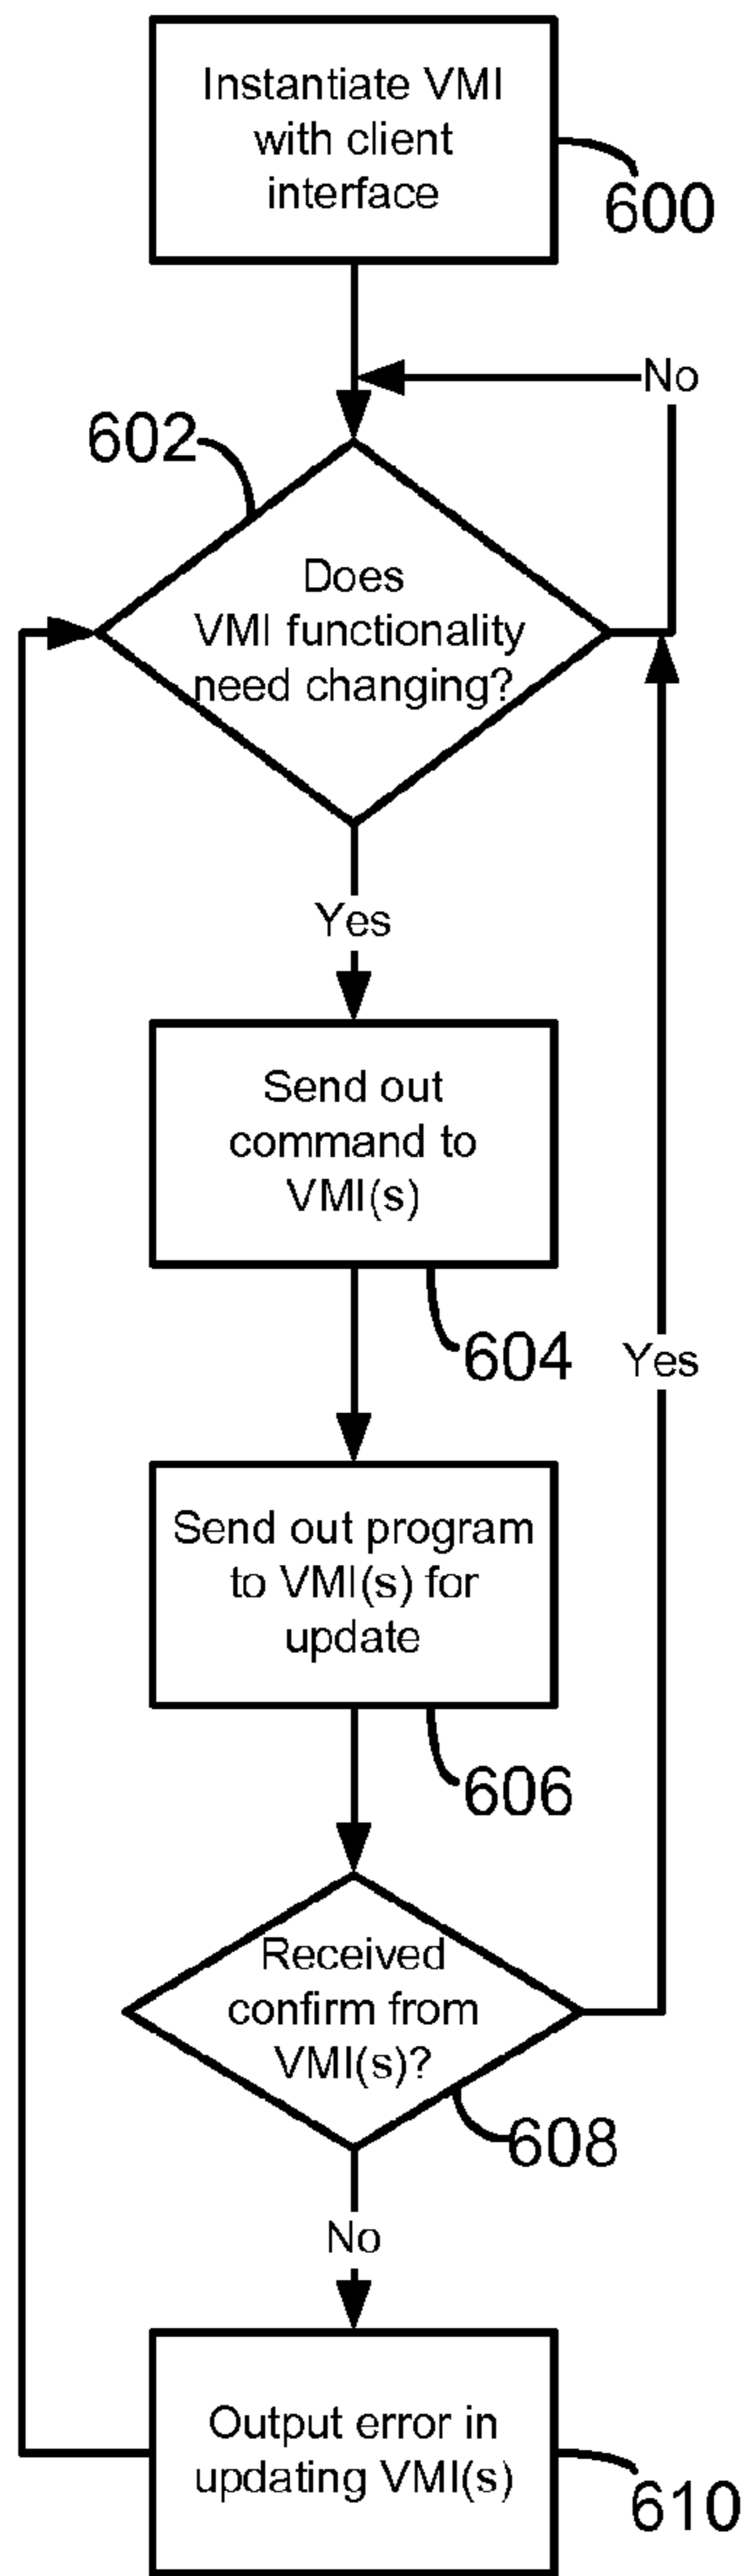 Instantiate VMI
with client
interface
600
No
602
Does
VMI functionality
need changing?
Yes
Send out
command to
VMI(s)
604
Yes
Send out program
to VMI(s) for
update
606
Received
confirm from
VMI(s)?
608
No
Output error in
updating VMI(s)
610